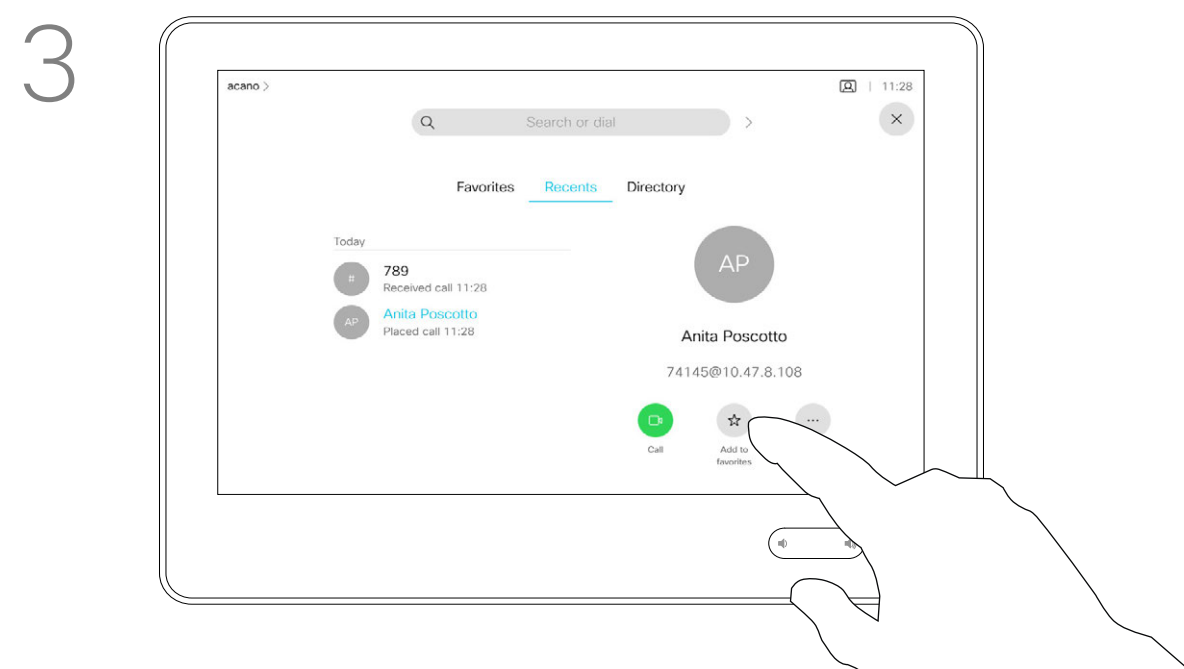 3
acano >
11:28
Search or dial
Favorites Recents Directory
Today
#
789
Received call 11:28
AP
Anita Poscotto
Placed call 11:28
AP
Anita Poscotto
74145@10.47.8.108
Call
Add to
favorites
...